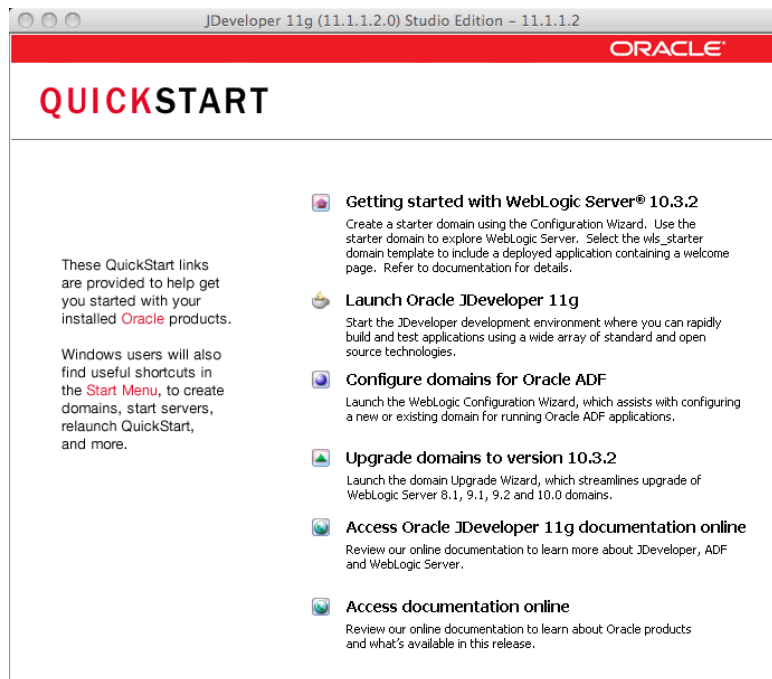 JDeveloper 11g (11.1.1.2.0) Studio Edition – 11.1.1.2
ORACLE
QUICKSTART
These QuickStart links
are provided to help get
you started with your
installed Oracle products.
Windows users will also
find useful shortcuts in
the Start Menu, to create
domains, start servers,
relaunch QuickStart,
and more.
Getting started with WebLogic Server® 10.3.2
Create a starter domain using the Configuration Wizard. Use the
starter domain to explore WebLogic Server. Select the wls_starter
domain template to include a deployed application containing a welcome
page. Refer to documentation for details.
Launch Oracle JDeveloper 11g
Start the JDeveloper development environment where you can rapidly
build and test applications using a wide array of standard and open
source technologies.
Configure domains for Oracle ADF
Launch the WebLogic Configuration Wizard, which assists with configuring
a new or existing domain for running Oracle ADF applications.
Upgrade domains to version 10.3.2
Launch the domain Upgrade Wizard, which streamlines upgrade of
WebLogic Server 8.1, 9.1, 9.2 and 10.0 domains.
Access Oracle JDeveloper 11g documentation online
Review our online documentation to learn more about JDeveloper, ADF
and WebLogic Server.
Access documentation online
Review our online documentation to learn about Oracle products
and what's available in this release.